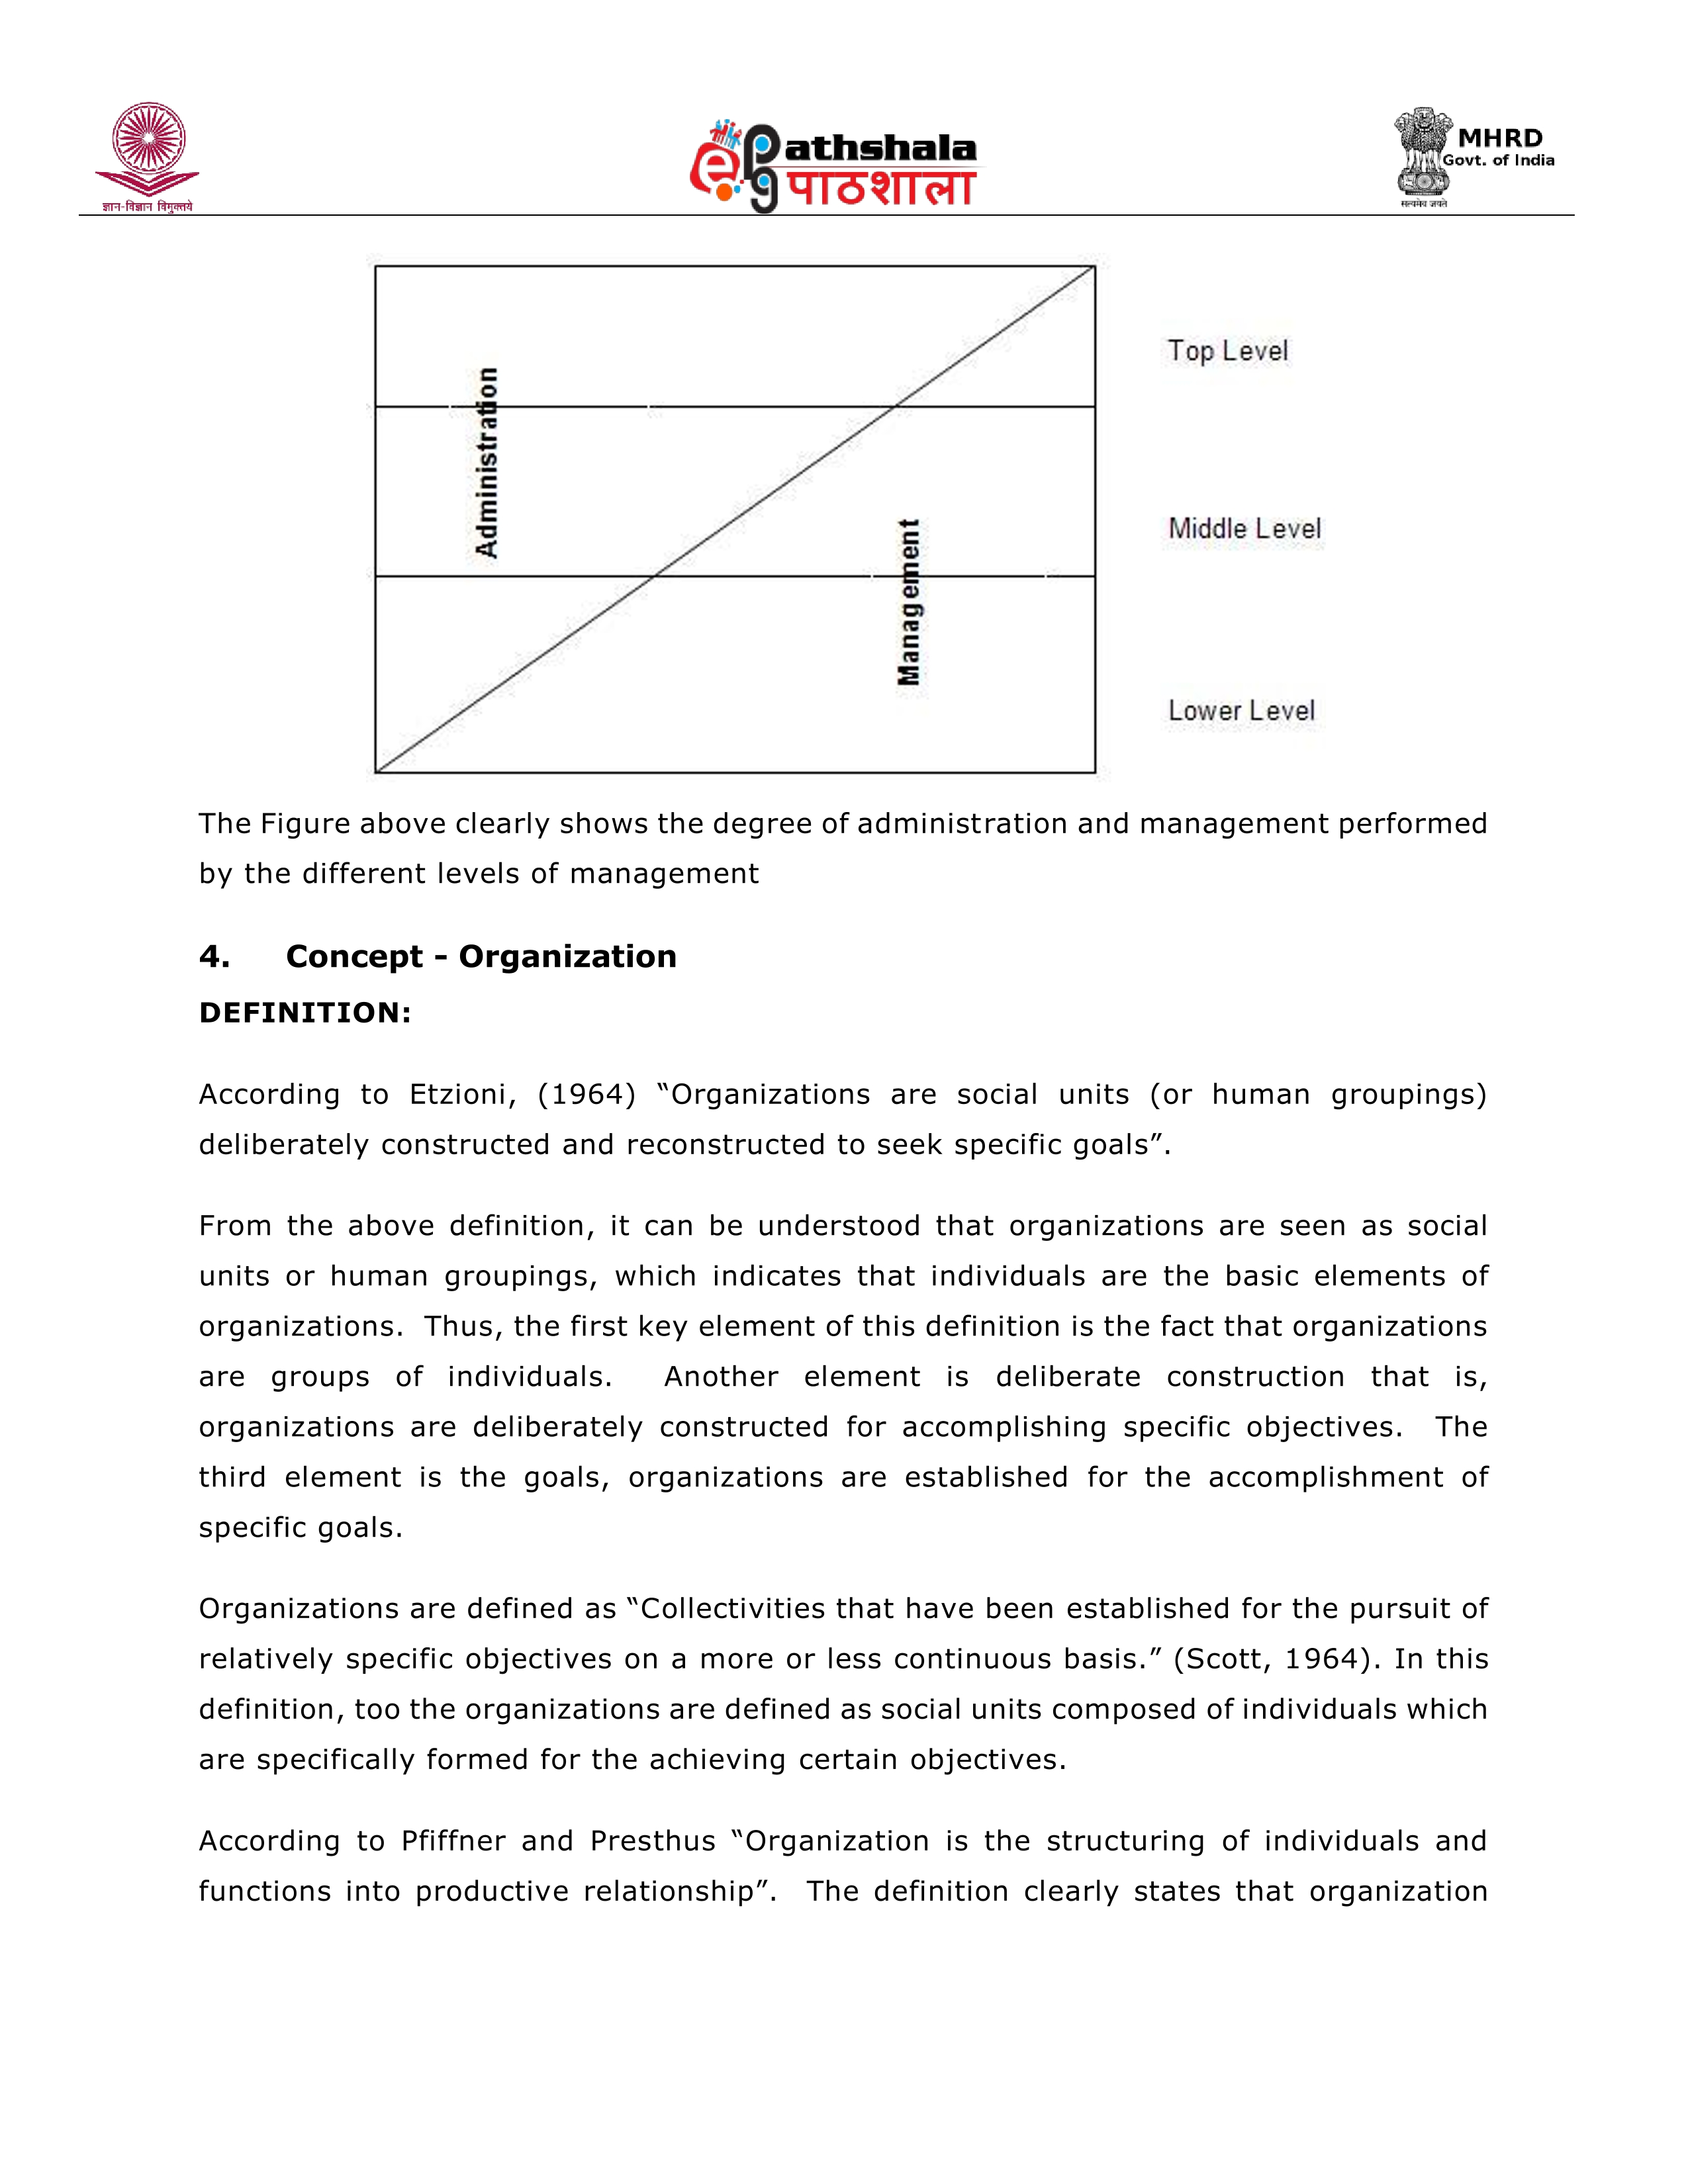 ज्ञान-विज्ञान विमुक्तये
e Pg athshala
पाठशाला
MHRD
Govt. of India
सत्यमेव जयते
Administration
Management
Top Level
Middle Level
Lower Level
The Figure above clearly shows the degree of administration and management performed
by the different levels of management
4. Concept - Organization
DEFINITION:
According to Etzioni, (1964) “Organizations are social units (or human groupings)
deliberately constructed and reconstructed to seek specific goals”.
From the above definition, it can be understood that organizations are seen as social
units or human groupings, which indicates that individuals are the basic elements of
organizations. Thus, the first key element of this definition is the fact that organizations
are groups of individuals. Another element is deliberate construction that is,
organizations are deliberately constructed for accomplishing specific objectives. The
third element is the goals, organizations are established for the accomplishment of
specific goals.
Organizations are defined as “Collectivities that have been established for the pursuit of
relatively specific objectives on a more or less continuous basis.” (Scott, 1964). In this
definition, too the organizations are defined as social units composed of individuals which
are specifically formed for the achieving certain objectives.
According to Pfiffner and Presthus “Organization is the structuring of individuals and
functions into productive relationship”. The definition clearly states that organization